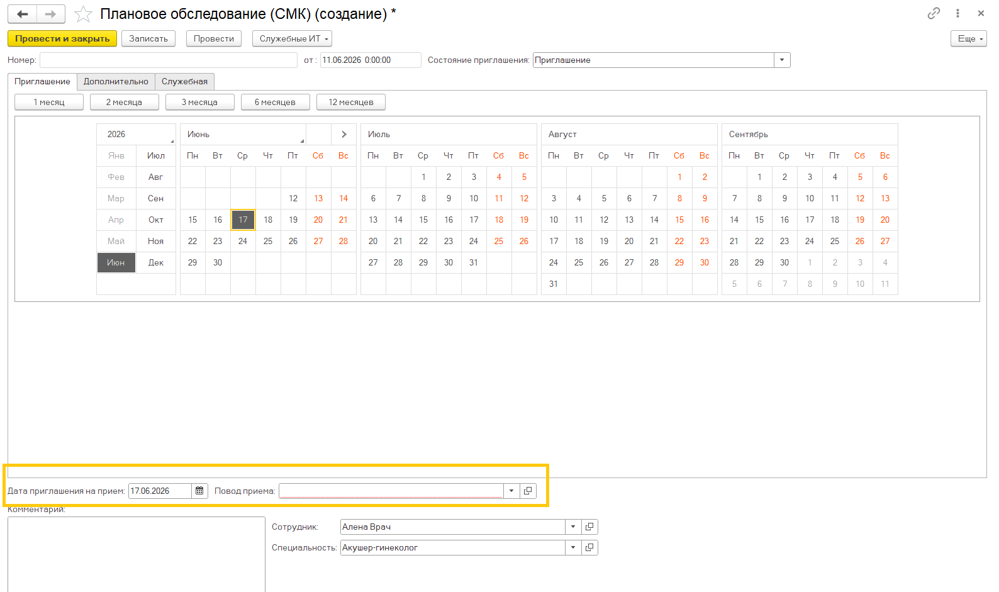 Плановое обследование (СМК) (создание) *
Провести и закрыть Записать Провести Служебные ИТ Еще
Номер: от : 11.06.2026 0:00:00 Состояние приглашения: Приглашение
Приглашение Дополнительно Служебная
1 месяц 2 месяца 3 месяца 6 месяцев 12 месяцев
2026 Июнь Июль Август Сентябрь
Янв Июл Пн Вт Ср Чт Пт Сб Вс Пн Вт Ср Чт Пт Сб Вс Пн Вт Ср Чт Пт Сб Вс Пн Вт Ср Чт Пт Сб Вс
Фев Авг 1 2 3 4 5 1 2 1 2 3 4 5 6
Мар Сен 12 13 14 6 7 8 9 10 11 12 3 4 5 6 7 8 9 7 8 9 10 11 12 13
Апр Окт 15 16 17 18 19 20 21 13 14 15 16 17 18 19 10 11 12 13 14 15 16 14 15 16 17 18 19 20
Май Ноя 22 23 24 25 26 27 28 20 21 22 23 24 25 26 17 18 19 20 21 22 23 21 22 23 24 25 26 27
Июн Дек 29 30 27 28 29 30 31 24 25 26 27 28 29 30 28 29 30 1 2 3 4
31 5 6 7 8 9 10 11
Дата приглашения на прием: 17.06.2026 Повод приема:
Комментарий:
Сотрудник: Алена Врач
Специальность: Акушер-гинеколог